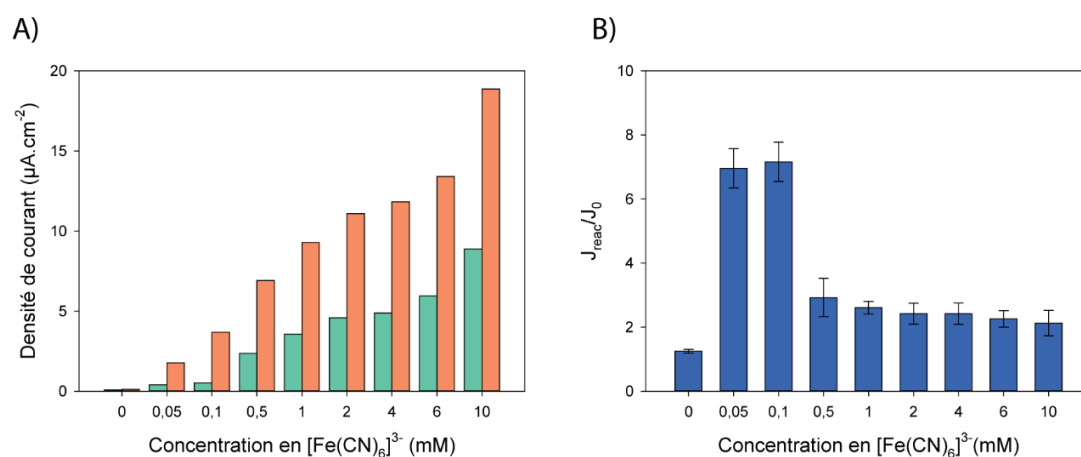 A)
Densité de courant (µA.cm⁻²)
20
15
10
5
0
0 0,05 0,1 0,5 1 2 4 6 10
Concentration en [Fe(CN)₆]³⁻ (mM)
B)
J_reac/J₀
10
8
6
4
2
0
0 0,05 0,1 0,5 1 2 4 6 10
Concentration en [Fe(CN)₆]³⁻(mM)